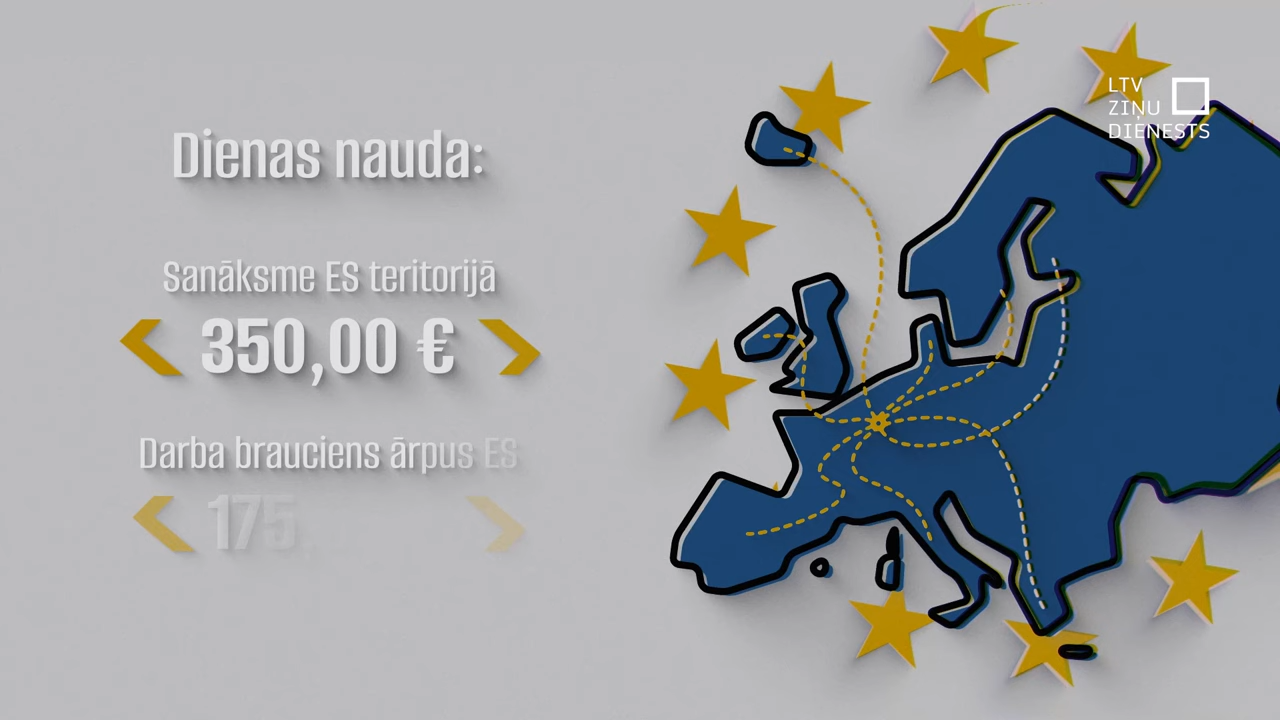 Dienas nauda:
Sanāksme ES teritorijā
350,00 €
Darba brauciens ārpus ES
175
LTV
ZIŅU
DIENESTS